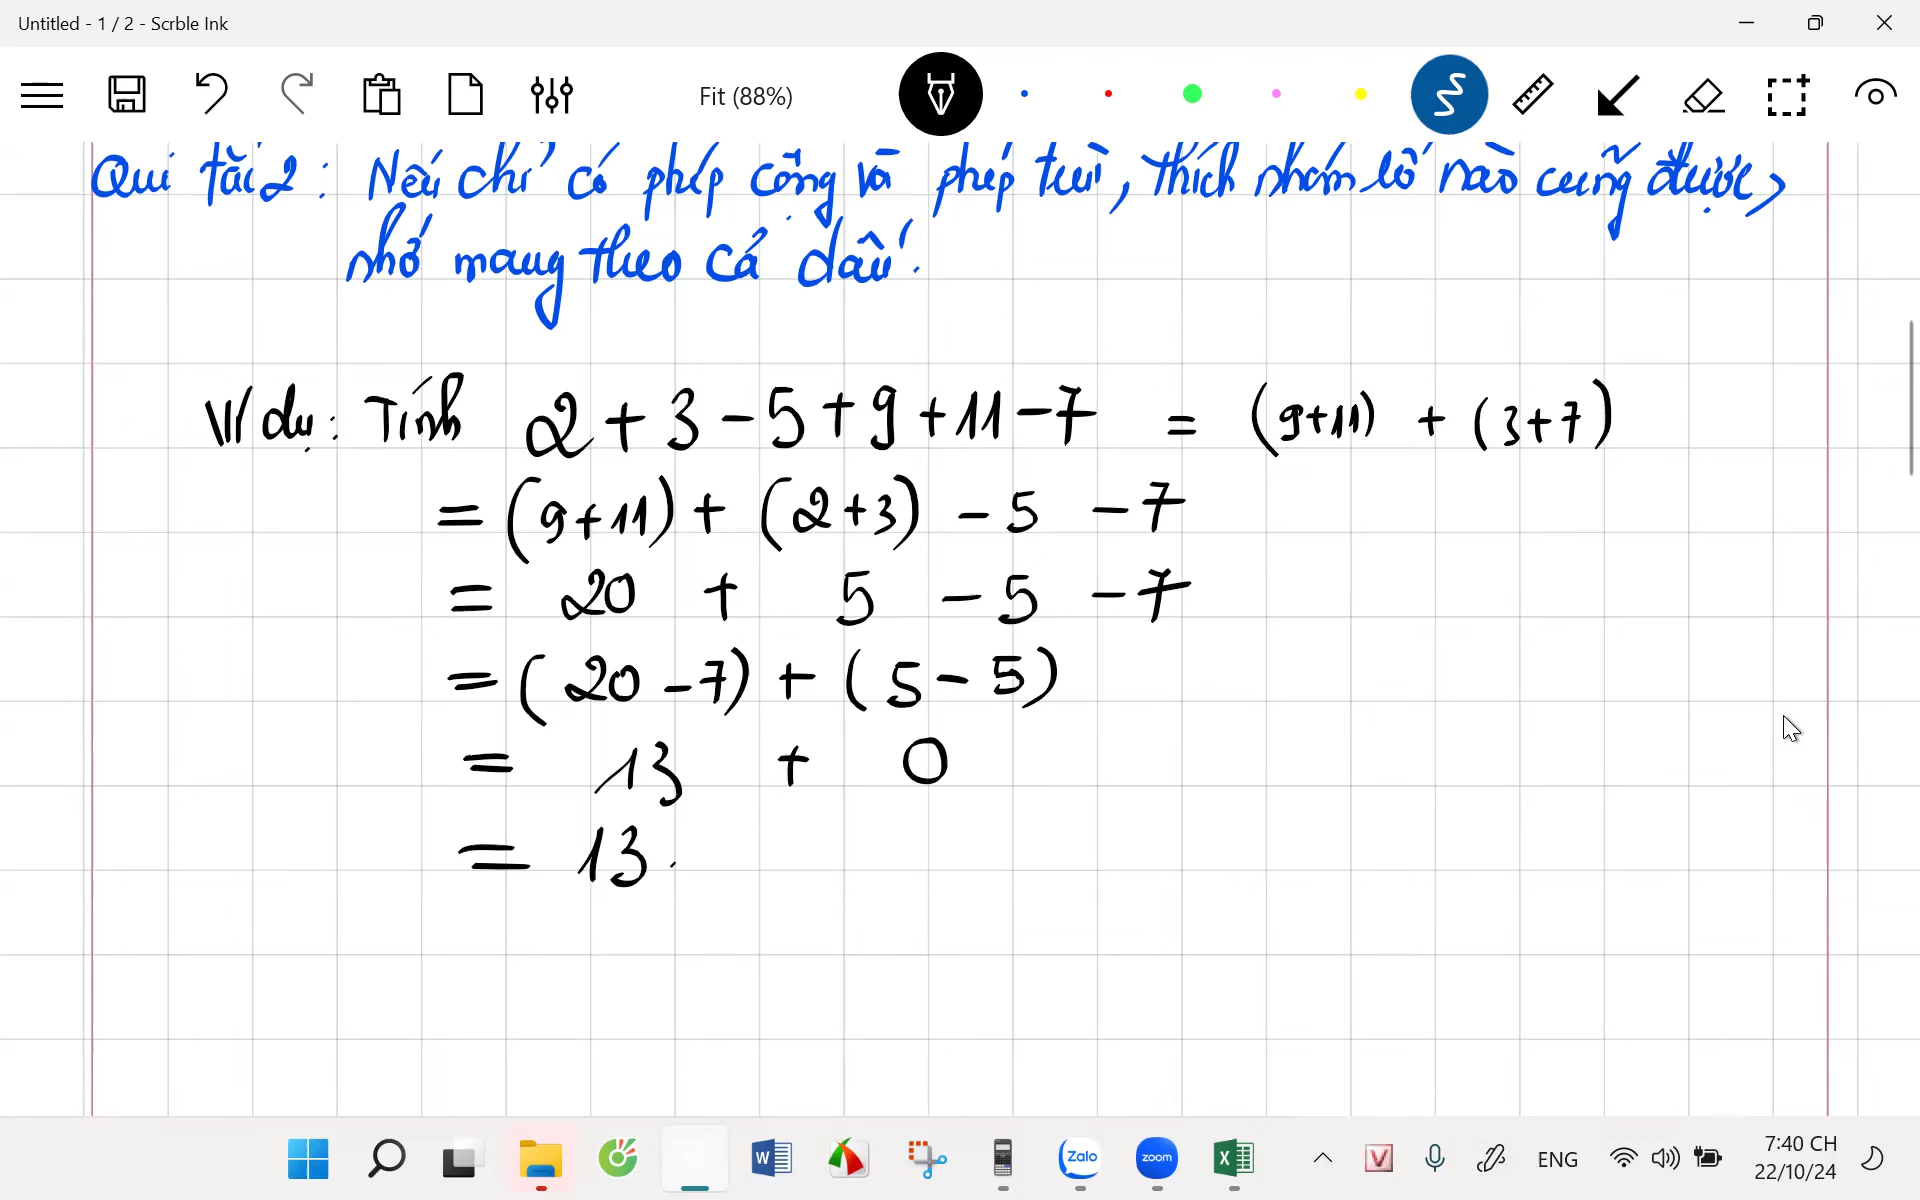 Untitled - 1 / 2 - Scrble Ink
Fit (88%)
Qui tắc 2 : Nếu chỉ có phép cộng và phép trừ, thích nhóm số nào cũng được,
nhớ mang theo cả dấu.
Ví dụ: Tính 2 + 3 - 5 + 9 + 11 - 7 = (9+11) + (3+7)
= (9+11) + (2+3) - 5 - 7
= 20 + 5 - 5 - 7
= (20 - 7) + (5 - 5)
= 13 + 0
= 13.
Zalo
zoom
ENG
7:40 CH
22/10/24